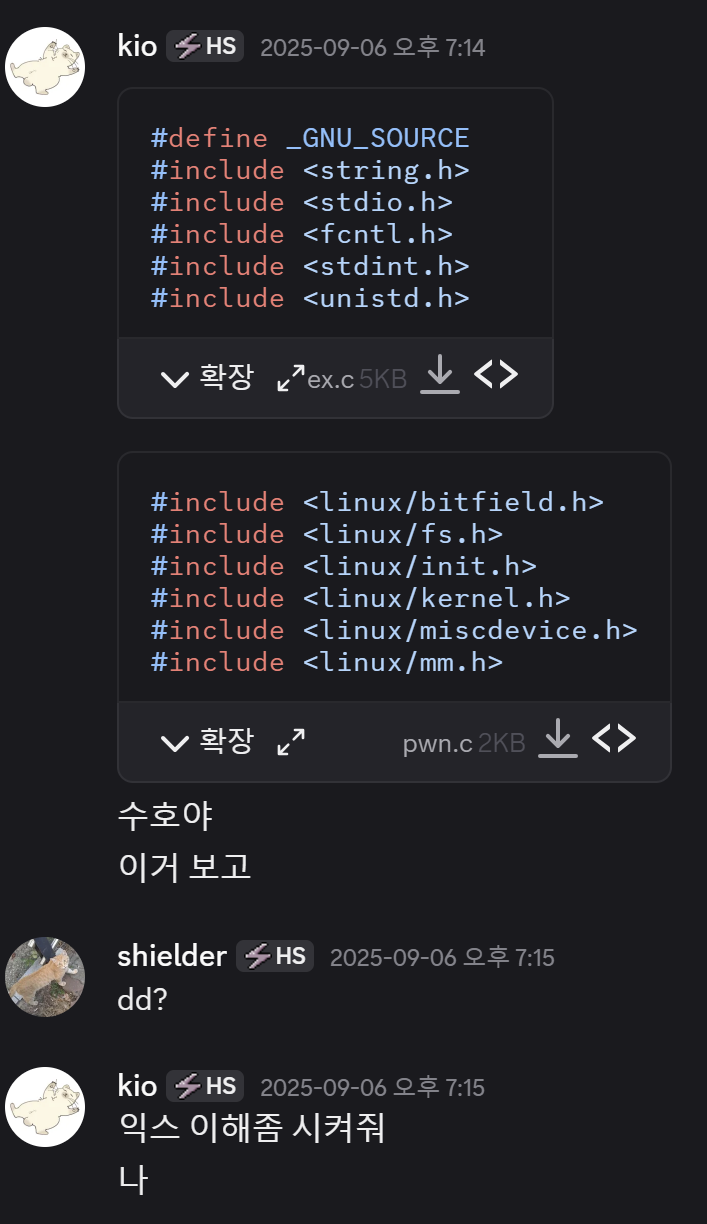 kio HS 2025-09-06 오후 7:14
#define _GNU_SOURCE
#include <string.h>
#include <stdio.h>
#include <fcntl.h>
#include <stdint.h>
#include <unistd.h>
확장 ex.c 5KB
#include <linux/bitfield.h>
#include <linux/fs.h>
#include <linux/init.h>
#include <linux/kernel.h>
#include <linux/miscdevice.h>
#include <linux/mm.h>
확장 pwn.c 2KB
수호야
이거 보고
shielder HS 2025-09-06 오후 7:15
dd?
kio HS 2025-09-06 오후 7:15
익스 이해좀 시켜줘
나